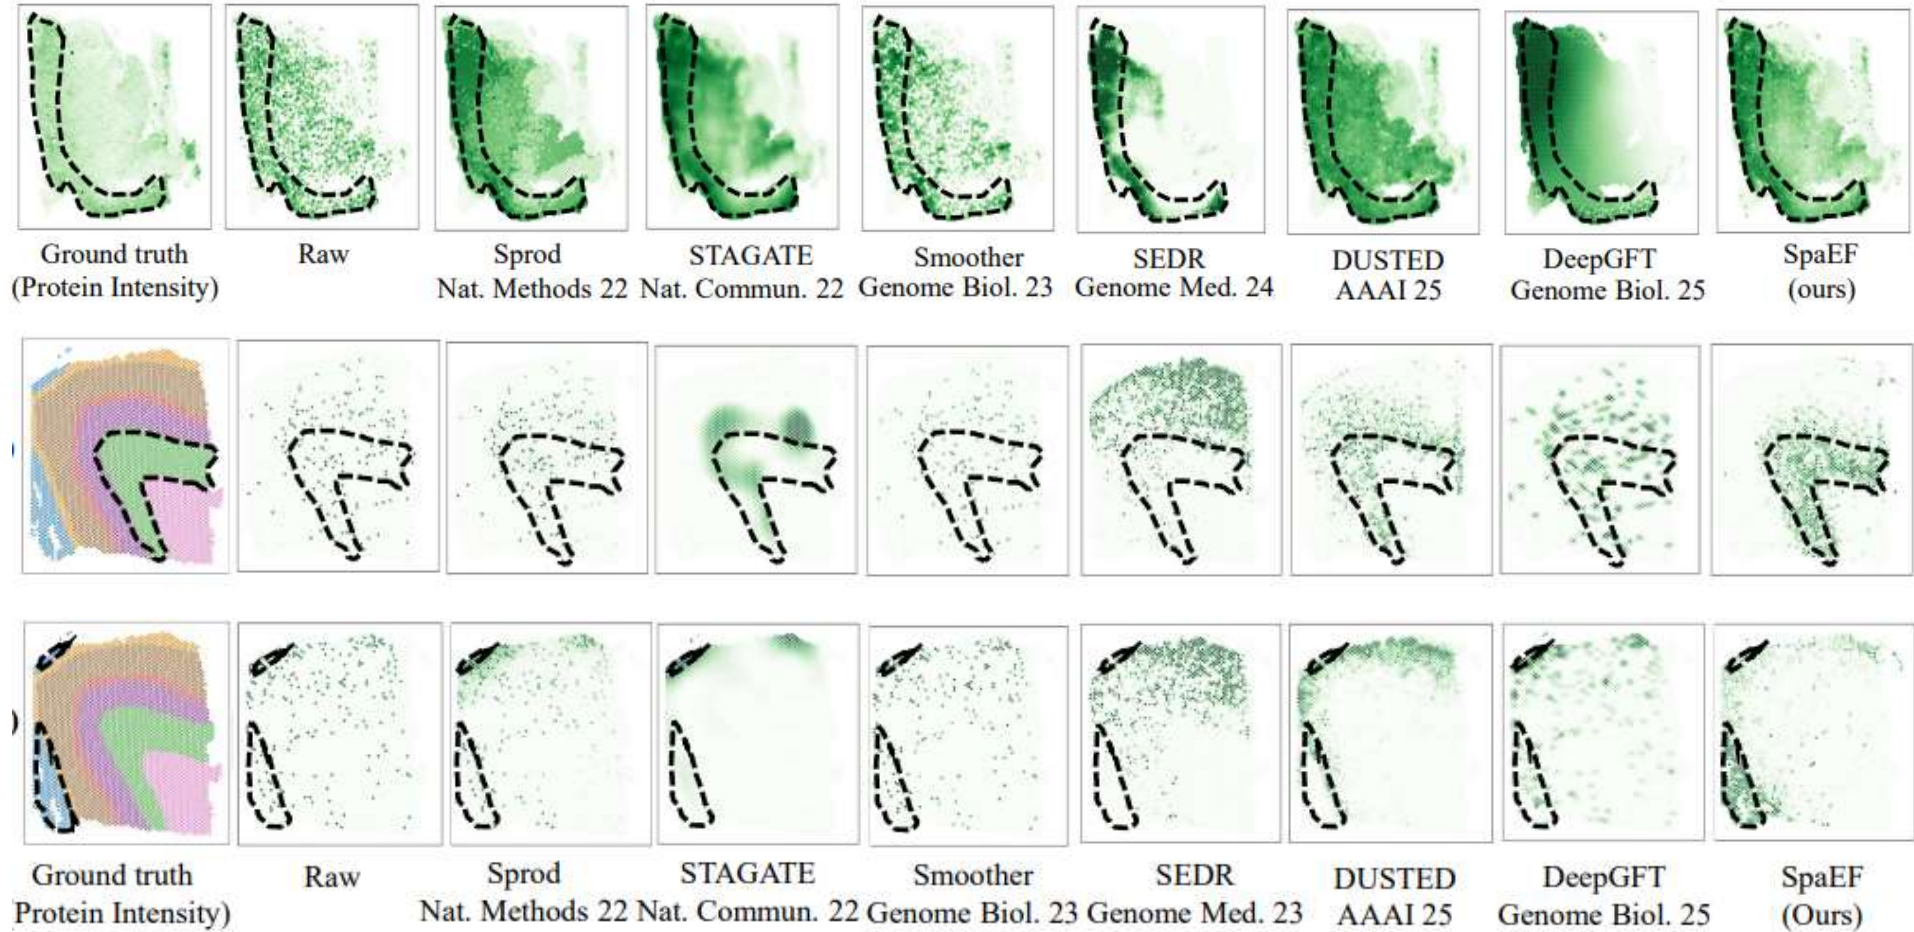 Ground truth
(Protein Intensity)
Raw
Sprod
Nat. Methods 22
STAGATE
Nat. Commun. 22
Smoother
Genome Biol. 23
SEDR
Genome Med. 24
DUSTED
AAAI 25
DeepGFT
Genome Biol. 25
SpaEF
(ours)
)
)
Ground truth
(Protein Intensity)
Raw
Sprod
Nat. Methods 22
STAGATE
Nat. Commun. 22
Smoother
Genome Biol. 23
SEDR
Genome Med. 23
DUSTED
AAAI 25
DeepGFT
Genome Biol. 25
SpaEF
(Ours)